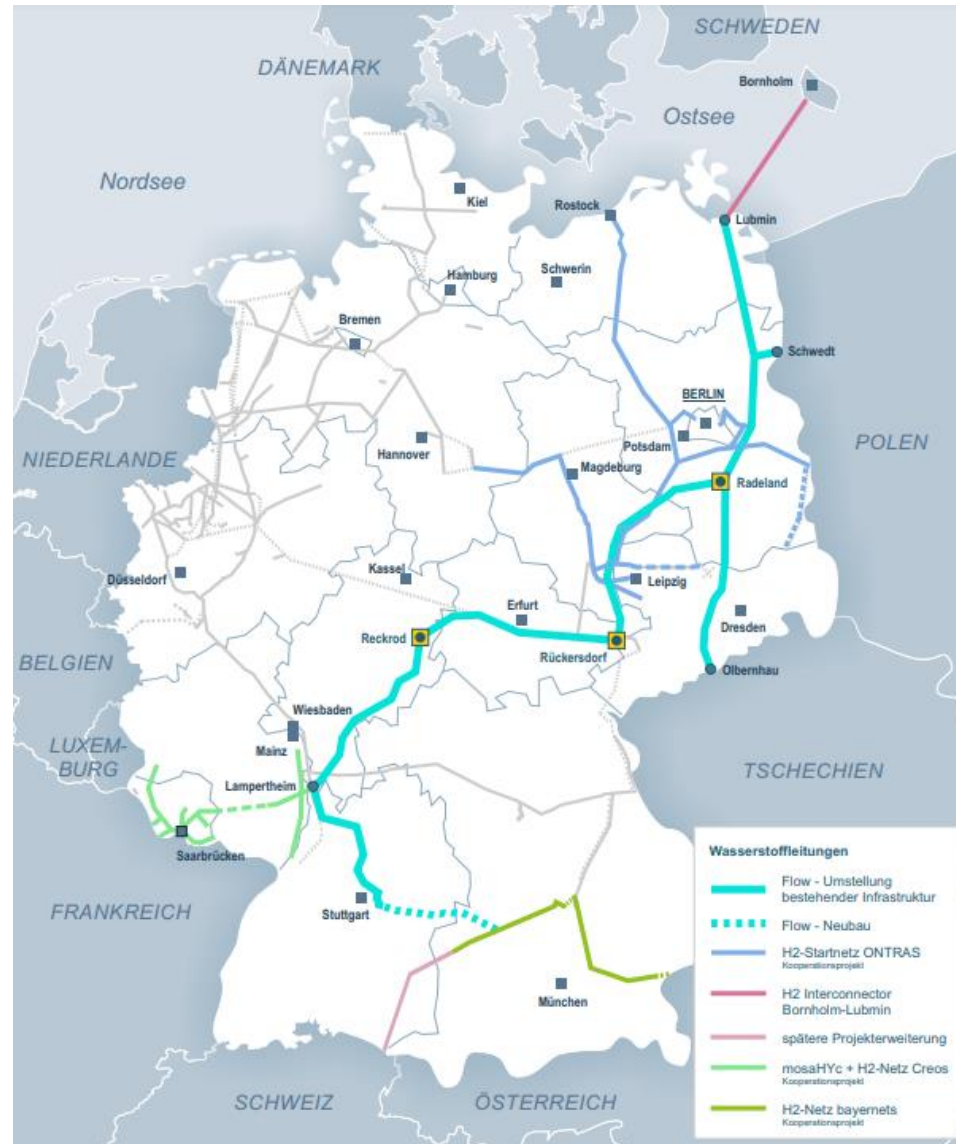 SCHWEDEN
DÄNEMARK
Bornholm
Ostsee
Nordsee
Kiel
Rostock
Lubmin
Schwerin
Hamburg
Bremen
Schwedt
BERLIN
NIEDERLANDE
Hannover
Potsdam
POLEN
Magdeburg
Radeland
Düsseldorf
Kassel
Leipzig
Erfurt
Dresden
Reckrod
Rückersdorf
BELGIEN
Olbernhau
Wiesbaden
LUXEM-
BURG
Mainz
TSCHECHIEN
Lampertheim
Saarbrücken
FRANKREICH
Stuttgart
München
SCHWEIZ
ÖSTERREICH
Wasserstoffleitungen
Flow - Umstellung
bestehender Infrastruktur
Flow - Neubau
H2-Startnetz ONTRAS
Kooperationsprojekt
H2 Interconnector
Bornholm-Lubmin
spätere Projekterweiterung
mosaHYc + H2-Netz Creos
Kooperationsprojekt
H2-Netz bayernets
Kooperationsprojekt